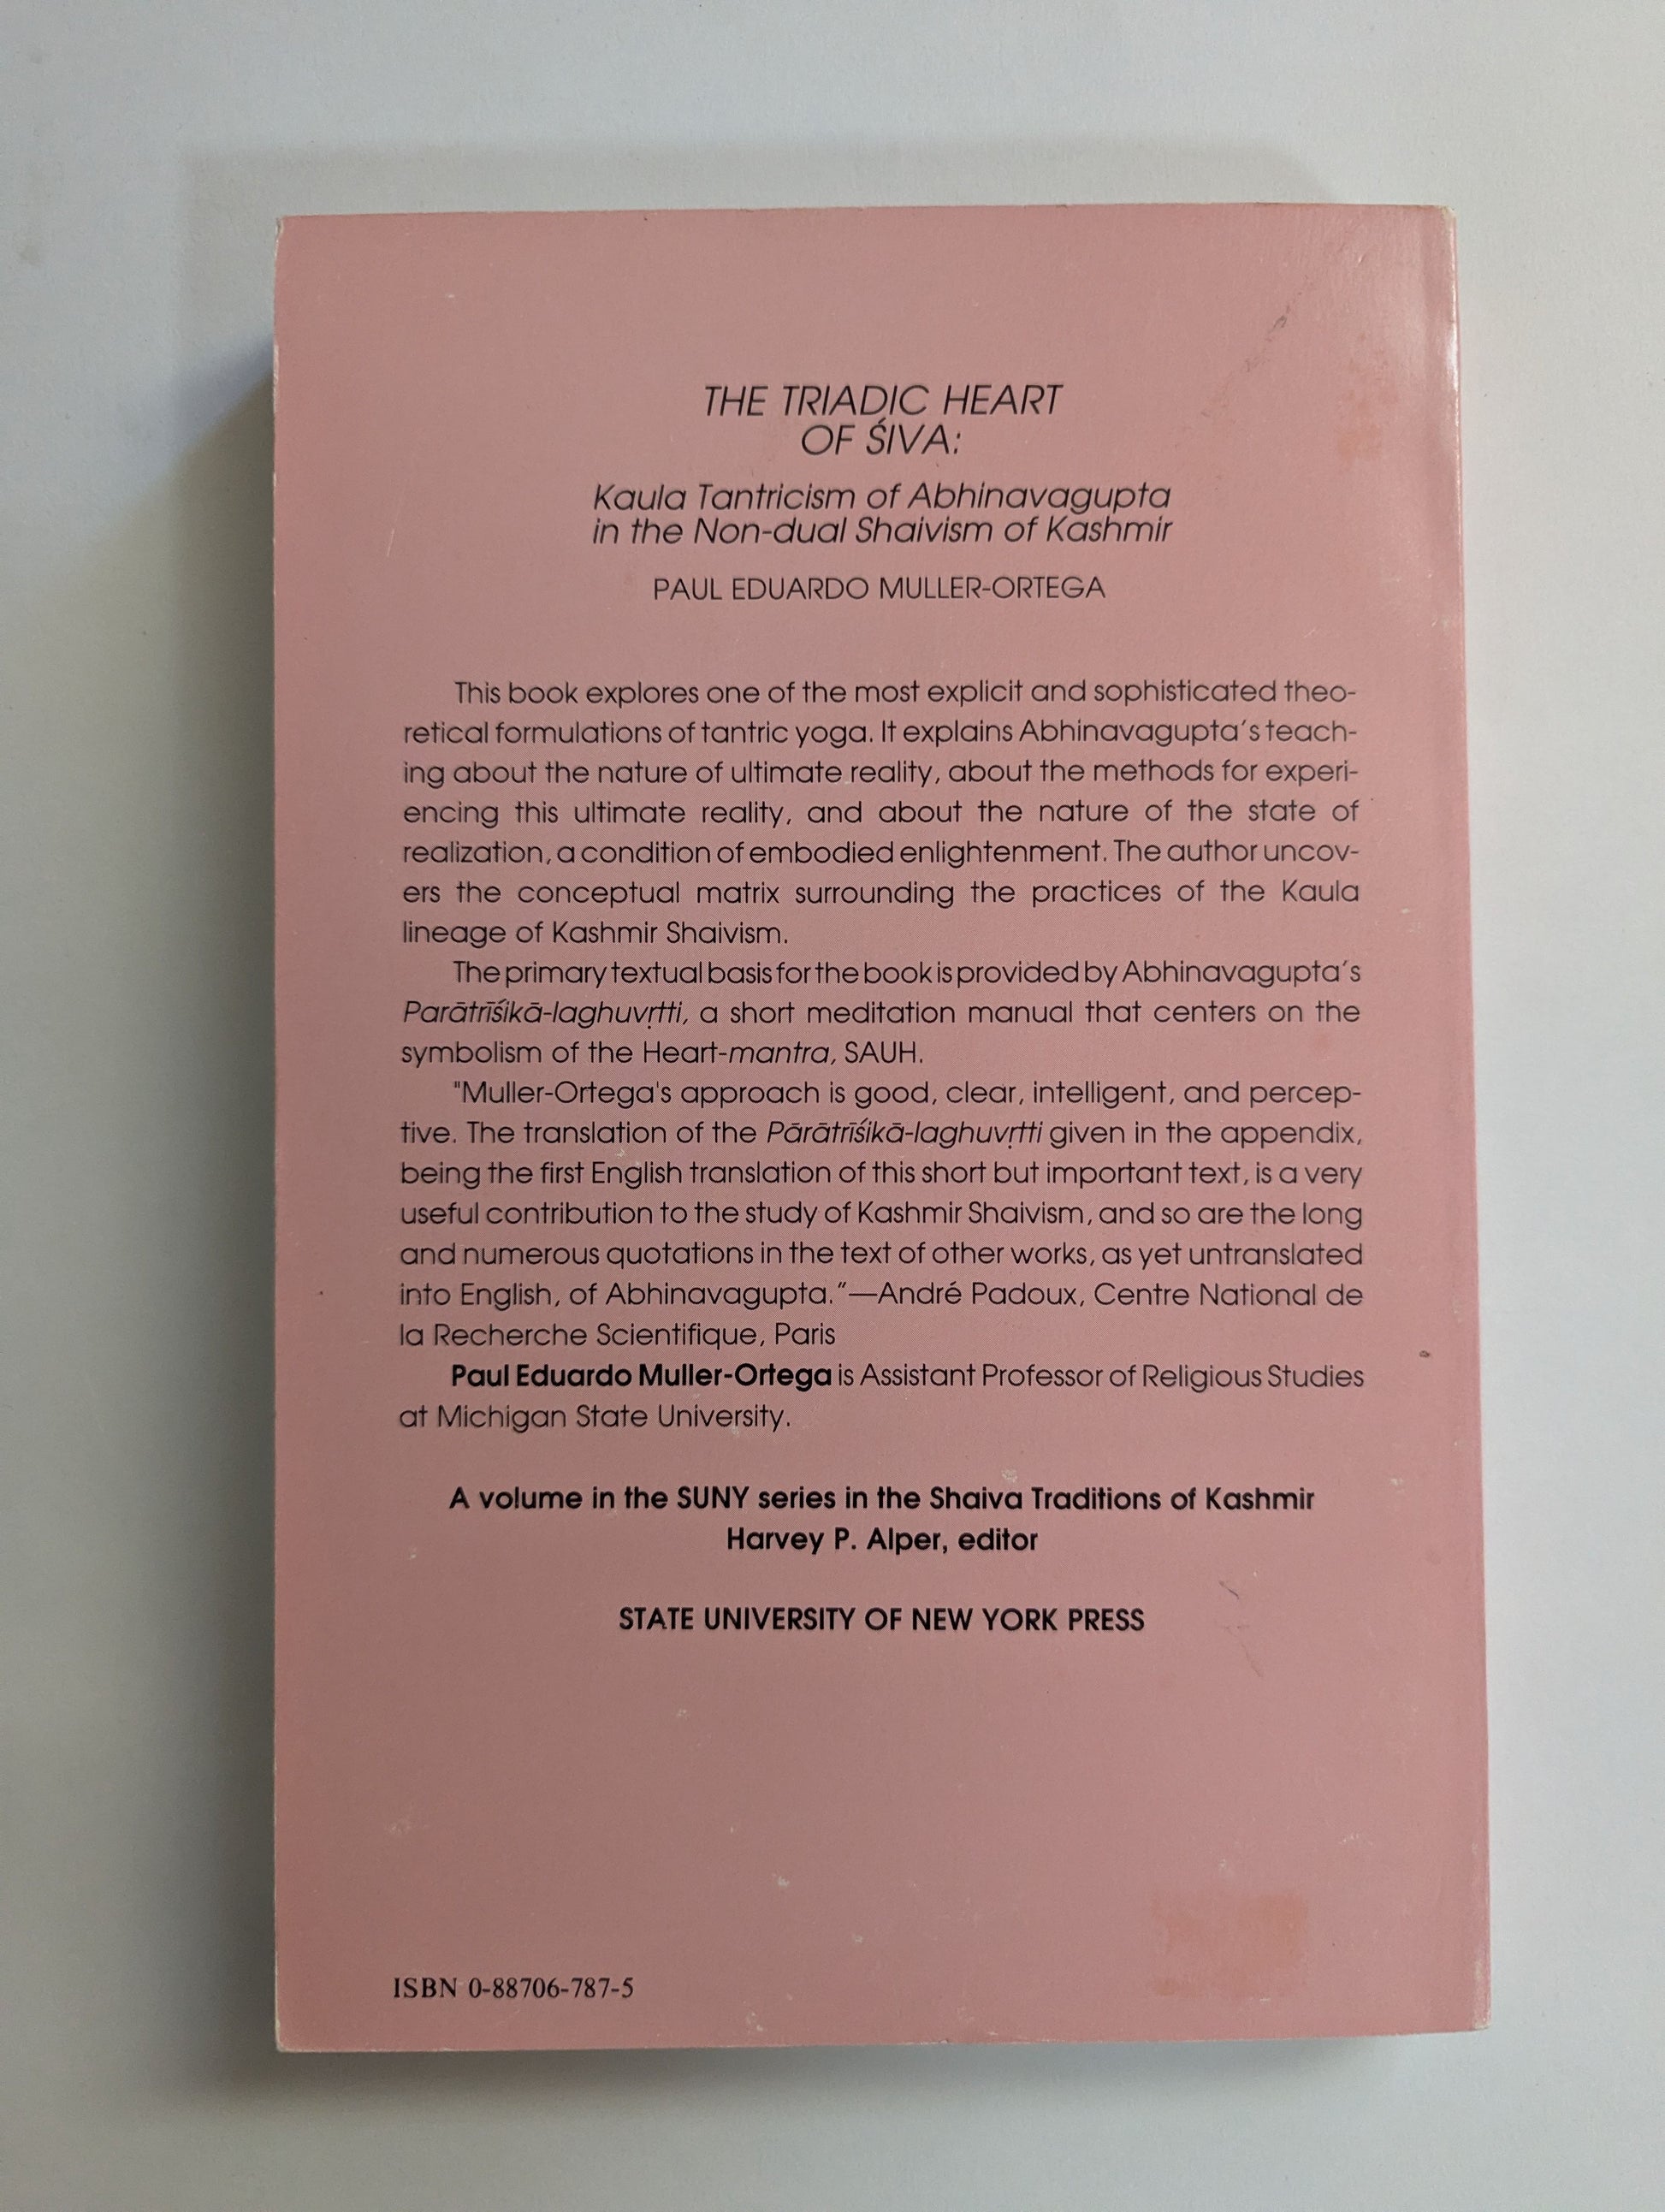 THE TRIADIC HEART
OF ŚIVA:
Kaula Tantricism of Abhinavagupta
in the Non-dual Shaivism of Kashmir
PAUL EDUARDO MULLER-ORTEGA
This book explores one of the most explicit and sophisticated theo-
retical formulations of tantric yoga. It explains Abhinavagupta's teach-
ing about the nature of ultimate reality, about the methods for experi-
encing this ultimate reality, and about the nature of the state of
realization, a condition of embodied enlightenment. The author uncov-
ers the conceptual matrix surrounding the practices of the Kaula
lineage of Kashmir Shaivism.
The primary textual basis for the book is provided by Abhinavagupta's
Parātrīśikā-laghuvṛtti, a short meditation manual that centers on the
symbolism of the Heart-mantra, SAUH.
"Muller-Ortega's approach is good, clear, intelligent, and percep-
tive. The translation of the Pārātrīśikā-laghuvṛtti given in the appendix,
being the first English translation of this short but important text, is a very
useful contribution to the study of Kashmir Shaivism, and so are the long
and numerous quotations in the text of other works, as yet untranslated
into English, of Abhinavagupta."—André Padoux, Centre National de
la Recherche Scientifique, Paris
Paul Eduardo Muller-Ortega is Assistant Professor of Religious Studies
at Michigan State University.
A volume in the SUNY series in the Shaiva Traditions of Kashmir
Harvey P. Alper, editor
STATE UNIVERSITY OF NEW YORK PRESS
ISBN 0-88706-787-5